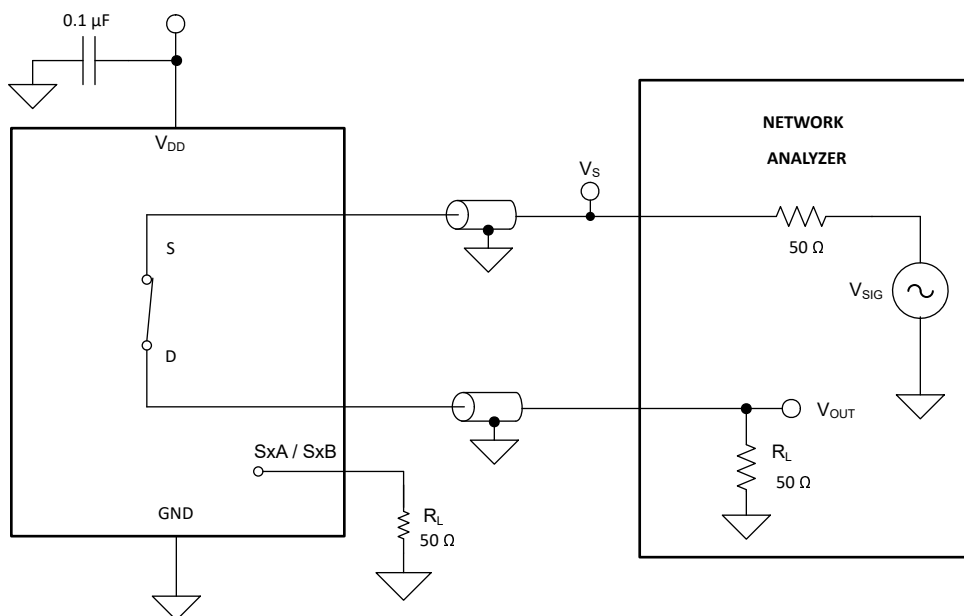 0.1 µF
VDD
NETWORK
ANALYZER
VS
50 Ω
S
VSIG
D
VOUT
SxA / SxB
RL
50 Ω
GND
RL
50 Ω